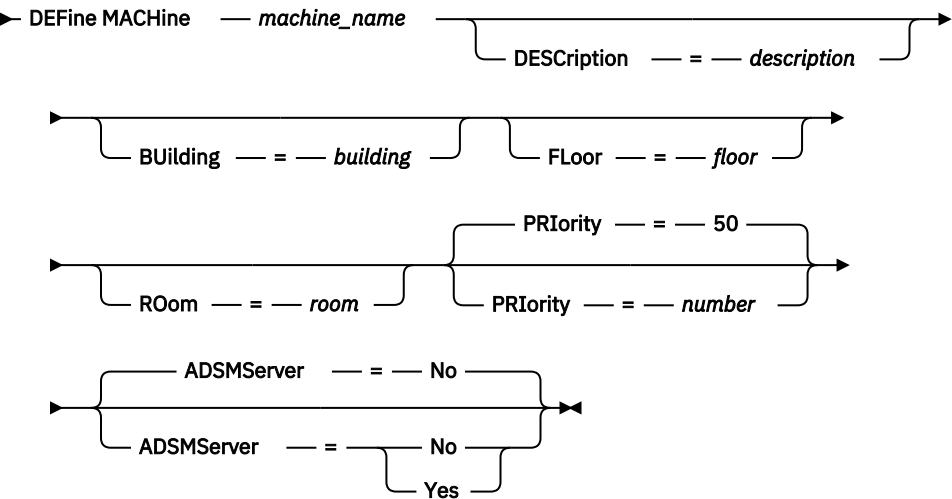 DEFine MACHine machine_name
DESCription = description
BUilding = building FLoor = floor
PRIority = 50
ROom = room PRIority = number
ADSMServer = No
ADSMServer = No
Yes